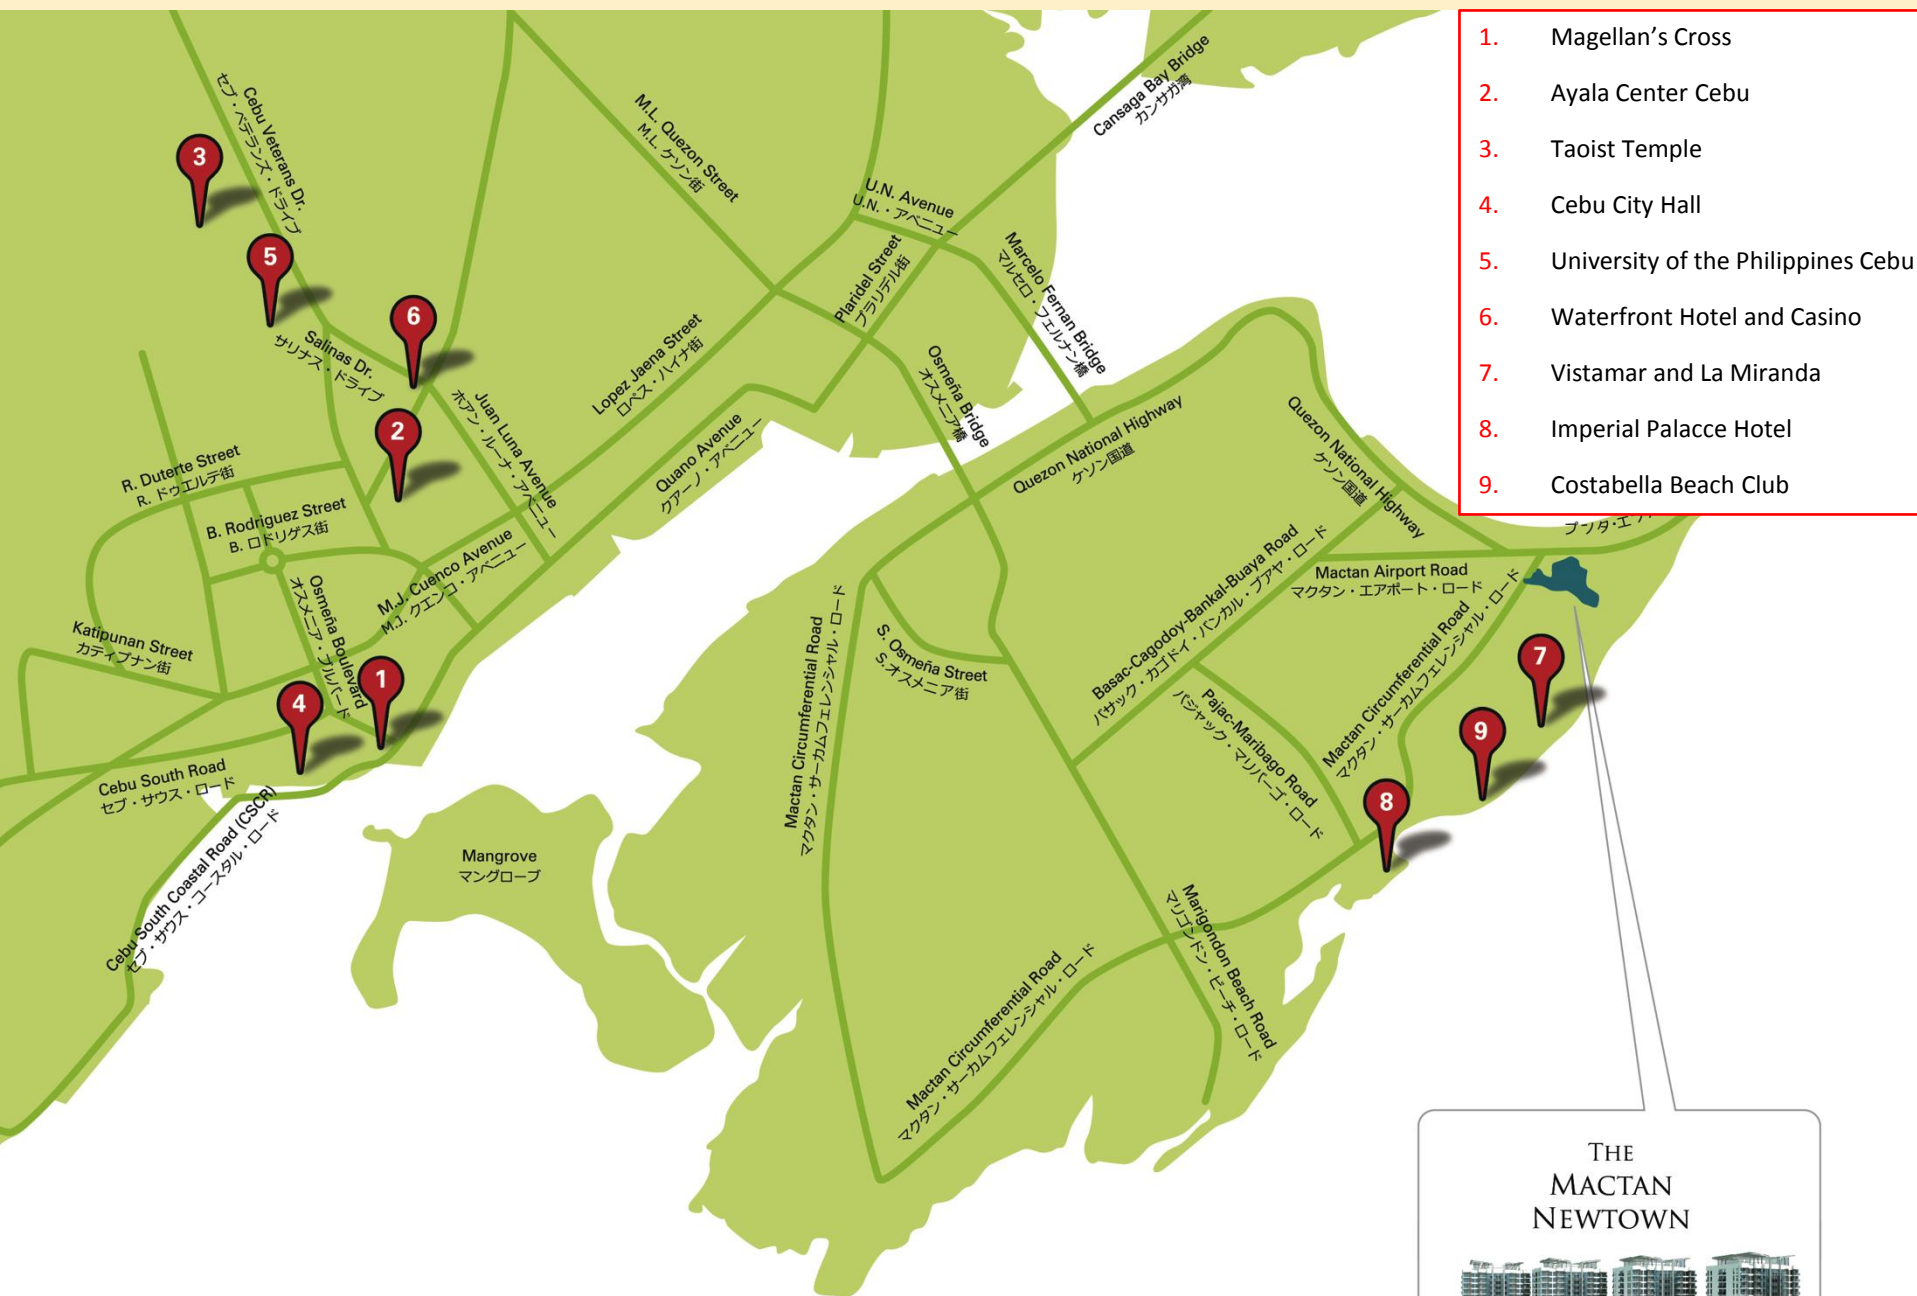 1. Magellan’s Cross
2. Ayala Center Cebu
3. Taoist Temple
4. Cebu City Hall
5. University of the Philippines Cebu
6. Waterfront Hotel and Casino
7. Vistamar and La Miranda
8. Imperial Palacce Hotel
9. Costabella Beach Club
Cansaga Bay Bridge
カンサガ湾
Cebu Veterans Dr.
セブ・ベテランズ・ドライブ
M.L. Quezon Street
M.L. ケソン街
3
U.N. Avenue
U.N.・アベニュー
Plaridel Street
プラリデル街
Marcelo Fernan Bridge
マルセロ・フェルナン橋
5
6
Salinas Dr.
サリナス・ドライブ
Lopez Jaena Street
ロペス・ハイナ街
Osmeña Bridge
オスメニア橋
Juan Luna Avenue
ホアン・ルーナ・アベニュー
2
Quano Avenue
クアーノ・アベニュー
Quezon National Highway
ケソン国道
Quezon National Highway
ケソン国道
R. Duterte Street
R. ドゥエルテ街
B. Rodriguez Street
B. ロドリゲス街
M.J. Cuenco Avenue
M.J. クエンコ・アベニュー
Osmeña Boulevard
オスメニア・ブルバード
Katipunan Street
カティプナン街
Mactan Airport Road
マクタン・エアポート・ロード
Basac-Cagodoy-Bankal-Buaya Road
バサック・カゴドイ・バンカル・ブアヤ・ロード
Mactan Circumferential Road
マクタン・サーカムフェレンシャル・ロード
S. Osmeña Street
S.オスメニア街
Mactan Circumferential Road
マクタン・サーカムフェレンシャル・ロード
Pajac-Maribago Road
パジャック・マリバーゴ・ロード
1
4
7
9
8
Cebu South Road
セブ・サウス・ロード
Cebu South Coastal Road (CSCR)
セブ・サウス・コースタル・ロード
Mangrove
マングローブ
Marigondon Beach Road
マリゴンドン・ビーチ・ロード
Mactan Circumferential Road
マクタン・サーカムフェレンシャル・ロード
THE
MACTAN
NEWTOWN